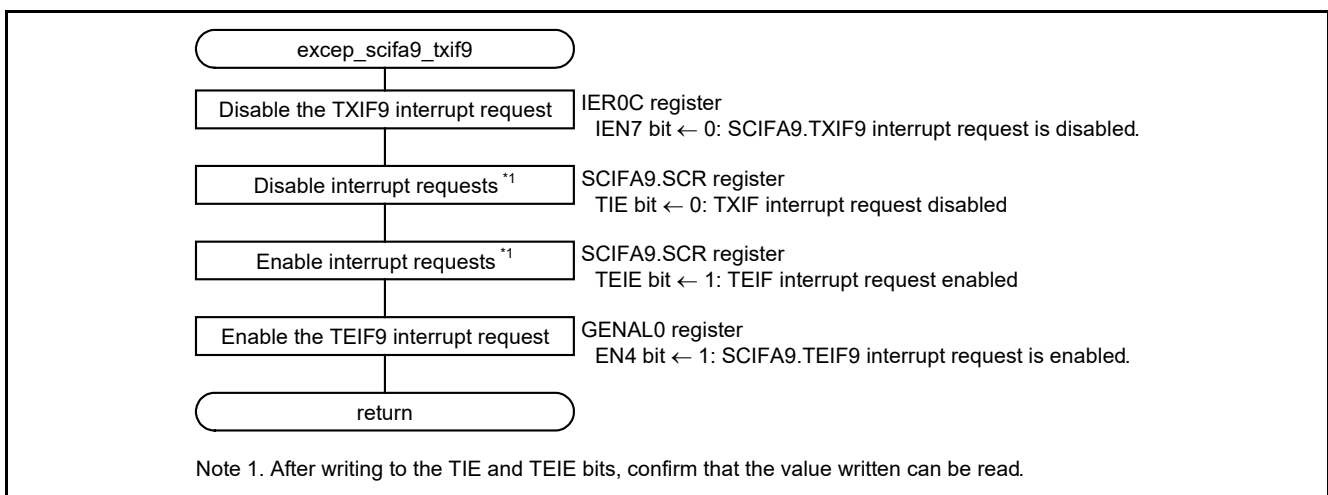 excep_scifa9_txif9
Disable the TXIF9 interrupt request
IER0C register
IEN7 bit ← 0: SCIFA9.TXIF9 interrupt request is disabled.
Disable interrupt requests *1
SCIFA9.SCR register
TIE bit ← 0: TXIF interrupt request disabled
Enable interrupt requests *1
SCIFA9.SCR register
TEIE bit ← 1: TEIF interrupt request enabled
Enable the TEIF9 interrupt request
GENAL0 register
EN4 bit ← 1: SCIFA9.TEIF9 interrupt request is enabled.
return
Note 1. After writing to the TIE and TEIE bits, confirm that the value written can be read.